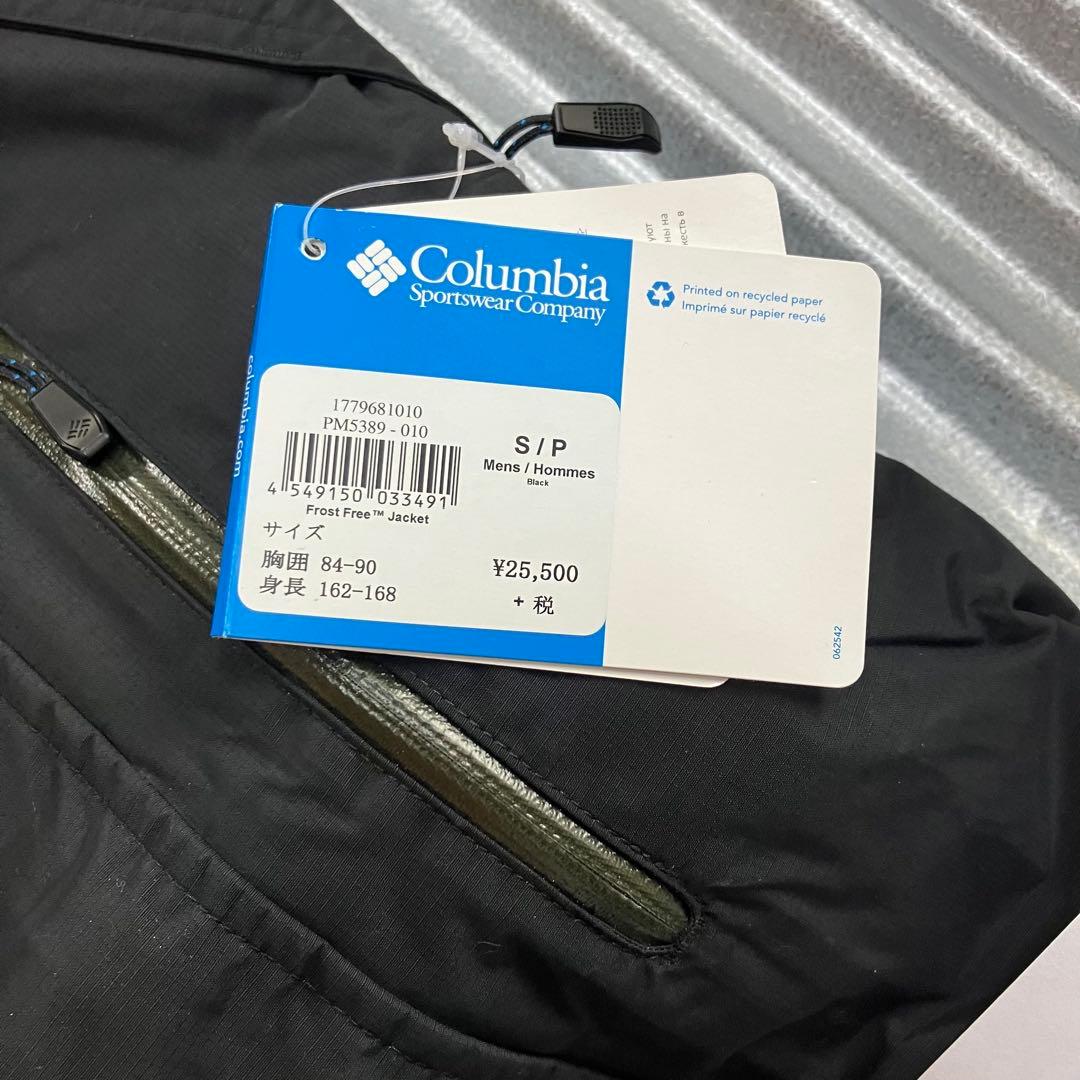 Columbia
Sportswear Company
Printed on recycled paper
Imprimé sur papier recyclé
columbia.com
1779681010
PM5389 - 010
4 549150 033491
Frost Free™ Jacket
S / P
Mens / Hommes
Black
サイズ
胸囲 84-90
身長 162-168
¥25,500
+ 税
062542